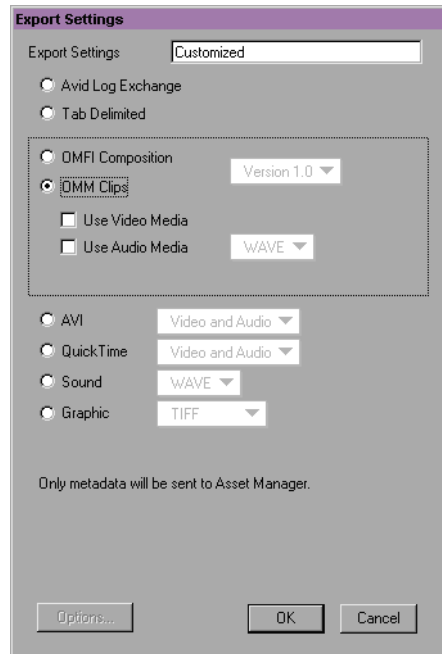 Export Settings
Export Settings Customized
Avid Log Exchange
Tab Delimited
OMFI Composition Version 1.0
OMM Clips
Use Video Media
Use Audio Media WAVE
AVI Video and Audio
QuickTime Video and Audio
Sound WAVE
Graphic TIFF
Only metadata will be sent to Asset Manager.
Options... OK Cancel